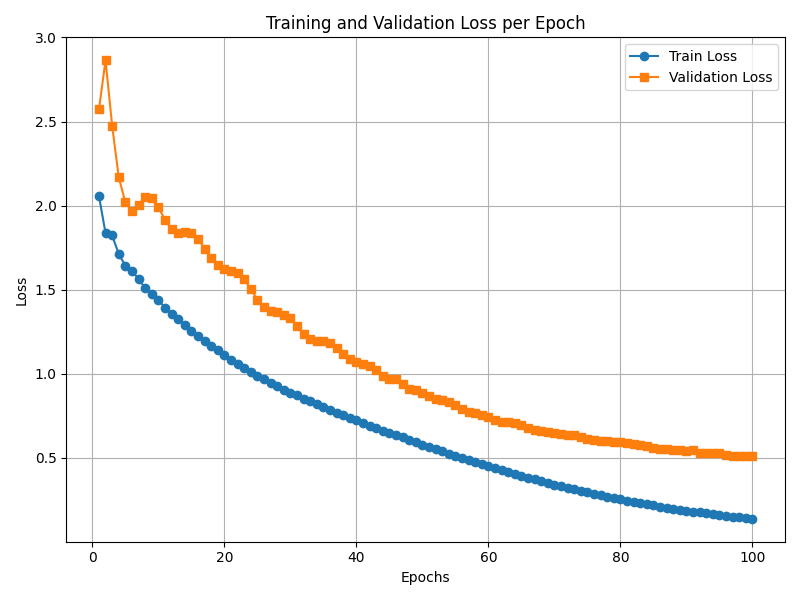 Training and Validation Loss per Epoch
Train Loss
Validation Loss
3.0
2.5
2.0
1.5
1.0
0.5
Loss
0 20 40 60 80 100
Epochs